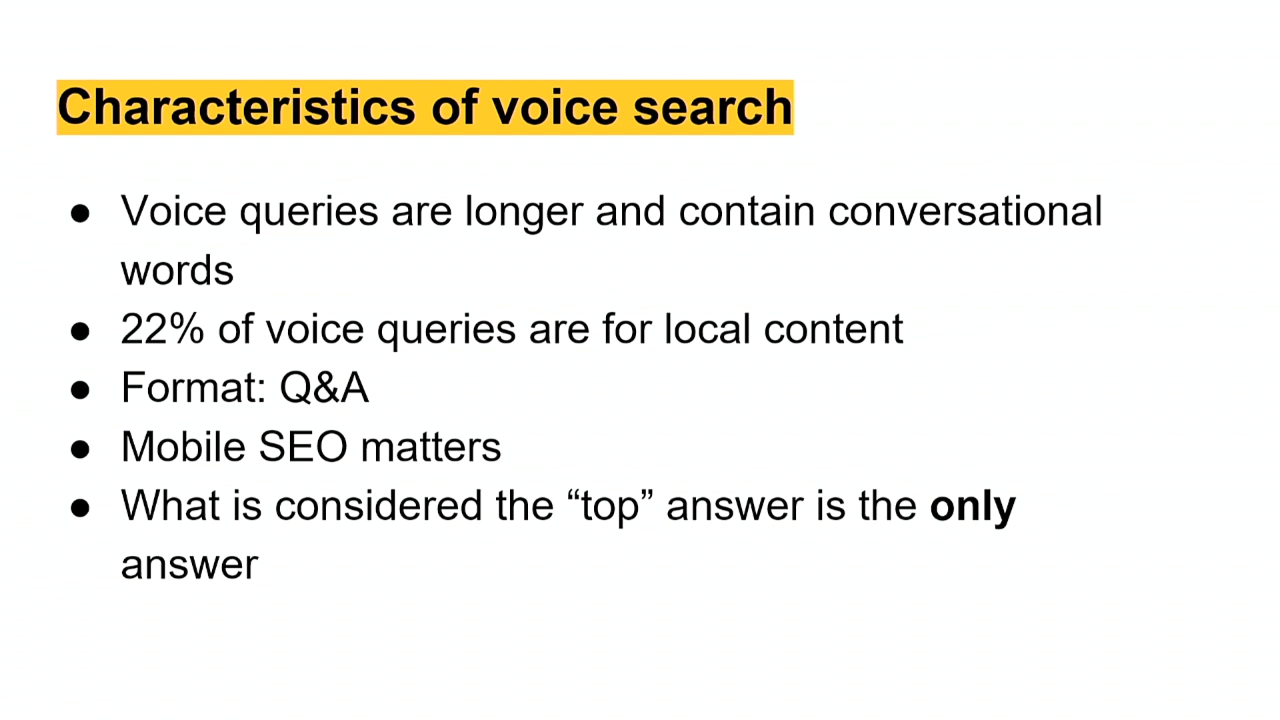 Characteristics of voice search
● Voice queries are longer and contain conversational
words
● 22% of voice queries are for local content
● Format: Q&A
● Mobile SEO matters
● What is considered the “top” answer is the only
answer